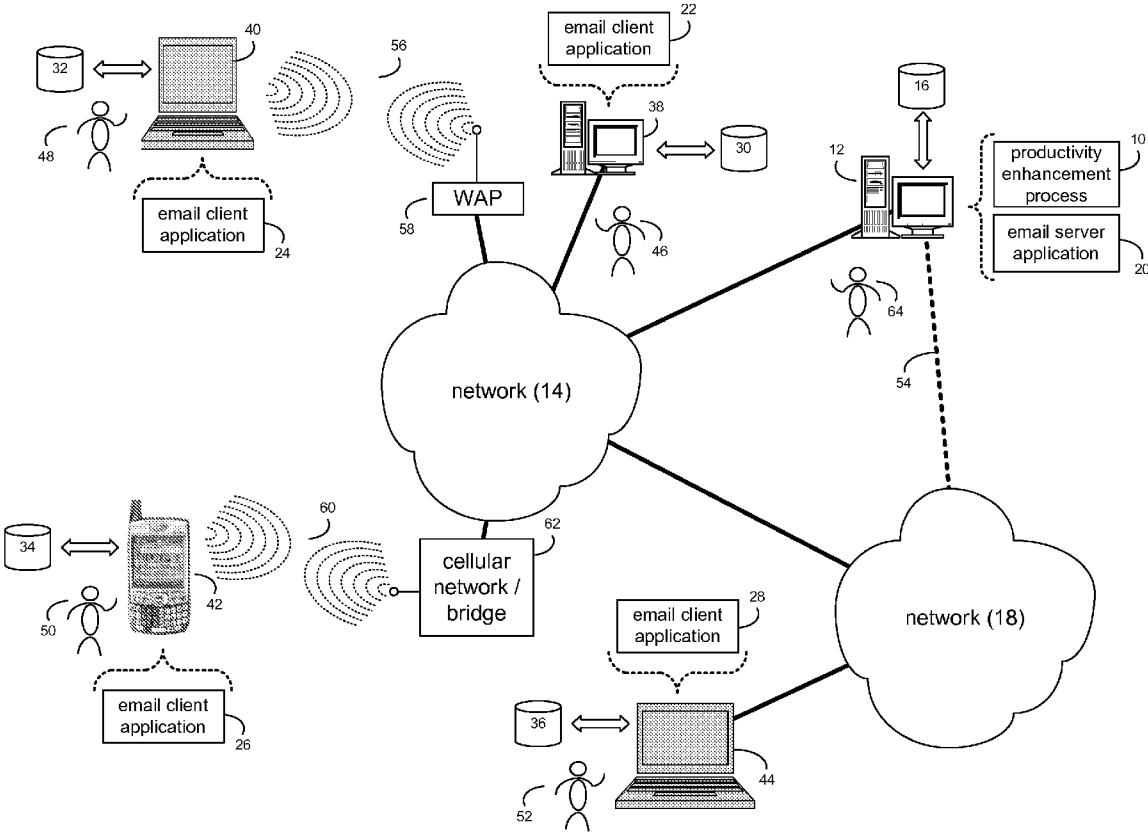 40
56
22
email client
application
32
16
38
10
12
productivity
enhancement
process
30
48
WAP
58
email client
application
24
46
email server
application
20
64
54
network (14)
60
62
34
42
cellular
network /
bridge
50
28
email client
application
network (18)
email client
application
26
36
44
52